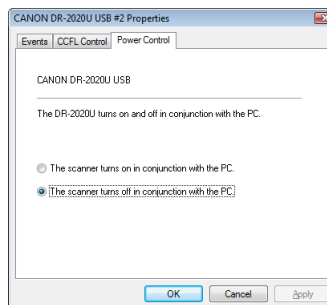 CANON DR-2020U USB #2 Properties
Events CCFL Control Power Control
CANON DR-2020U USB
The DR-2020U turns on and off in conjunction with the PC.
The scanner turns on in conjunction with the PC.
The scanner turns off in conjunction with the PC.
OK Cancel Apply